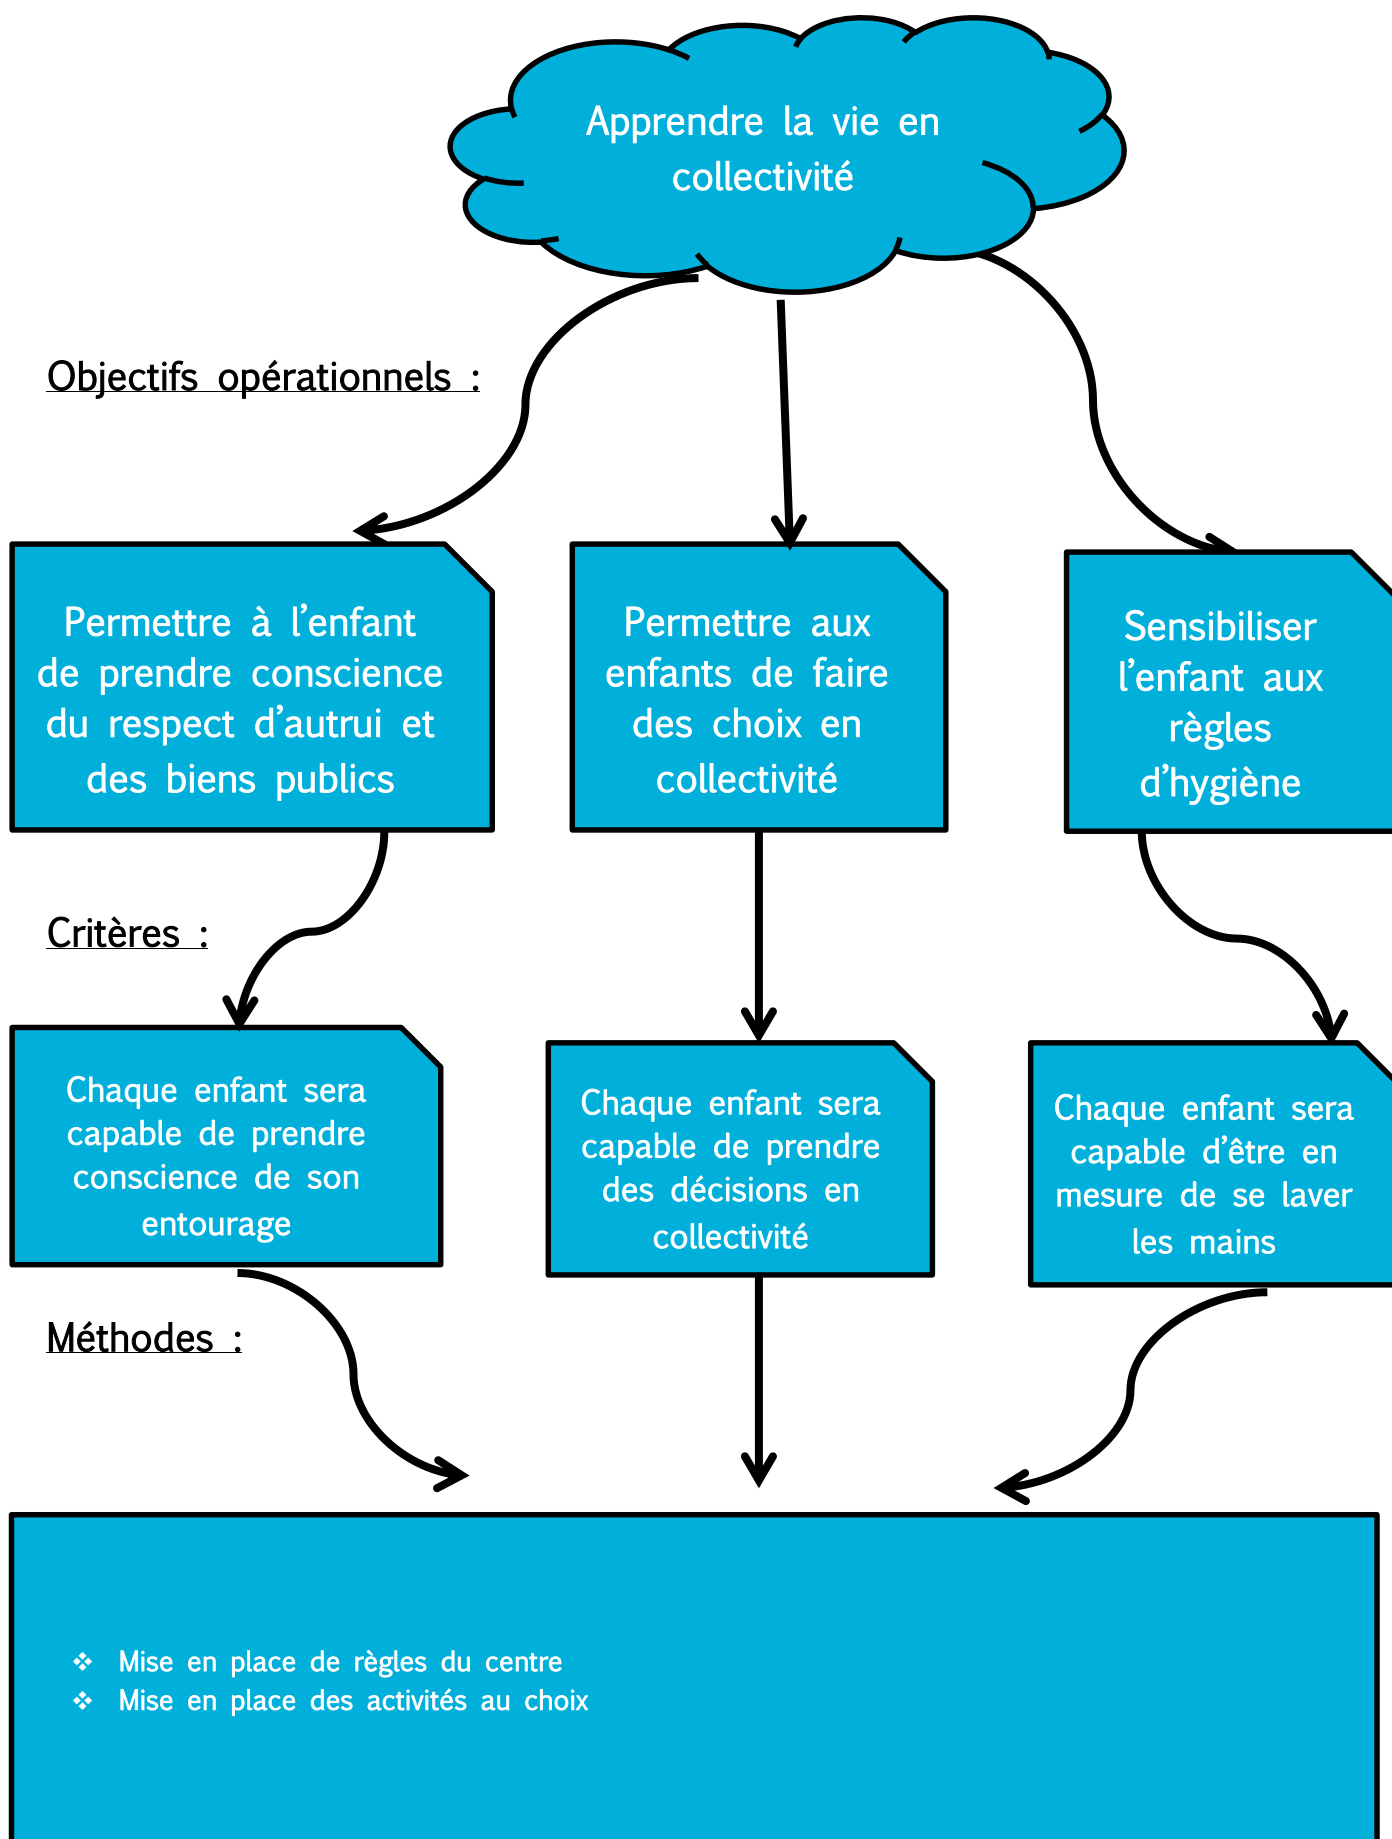 Apprendre la vie en
collectivité
Objectifs opérationnels :
Permettre à l'enfant
de prendre conscience
du respect d'autrui et
des biens publics
Permettre aux
enfants de faire
des choix en
collectivité
Sensibiliser
l'enfant aux
règles
d'hygiène
Critères :
Chaque enfant sera
capable de prendre
conscience de son
entourage
Chaque enfant sera
capable de prendre
des décisions en
collectivité
Chaque enfant sera
capable d'être en
mesure de se laver
les mains
Méthodes :
❖ Mise en place de règles du centre
❖ Mise en place des activités au choix